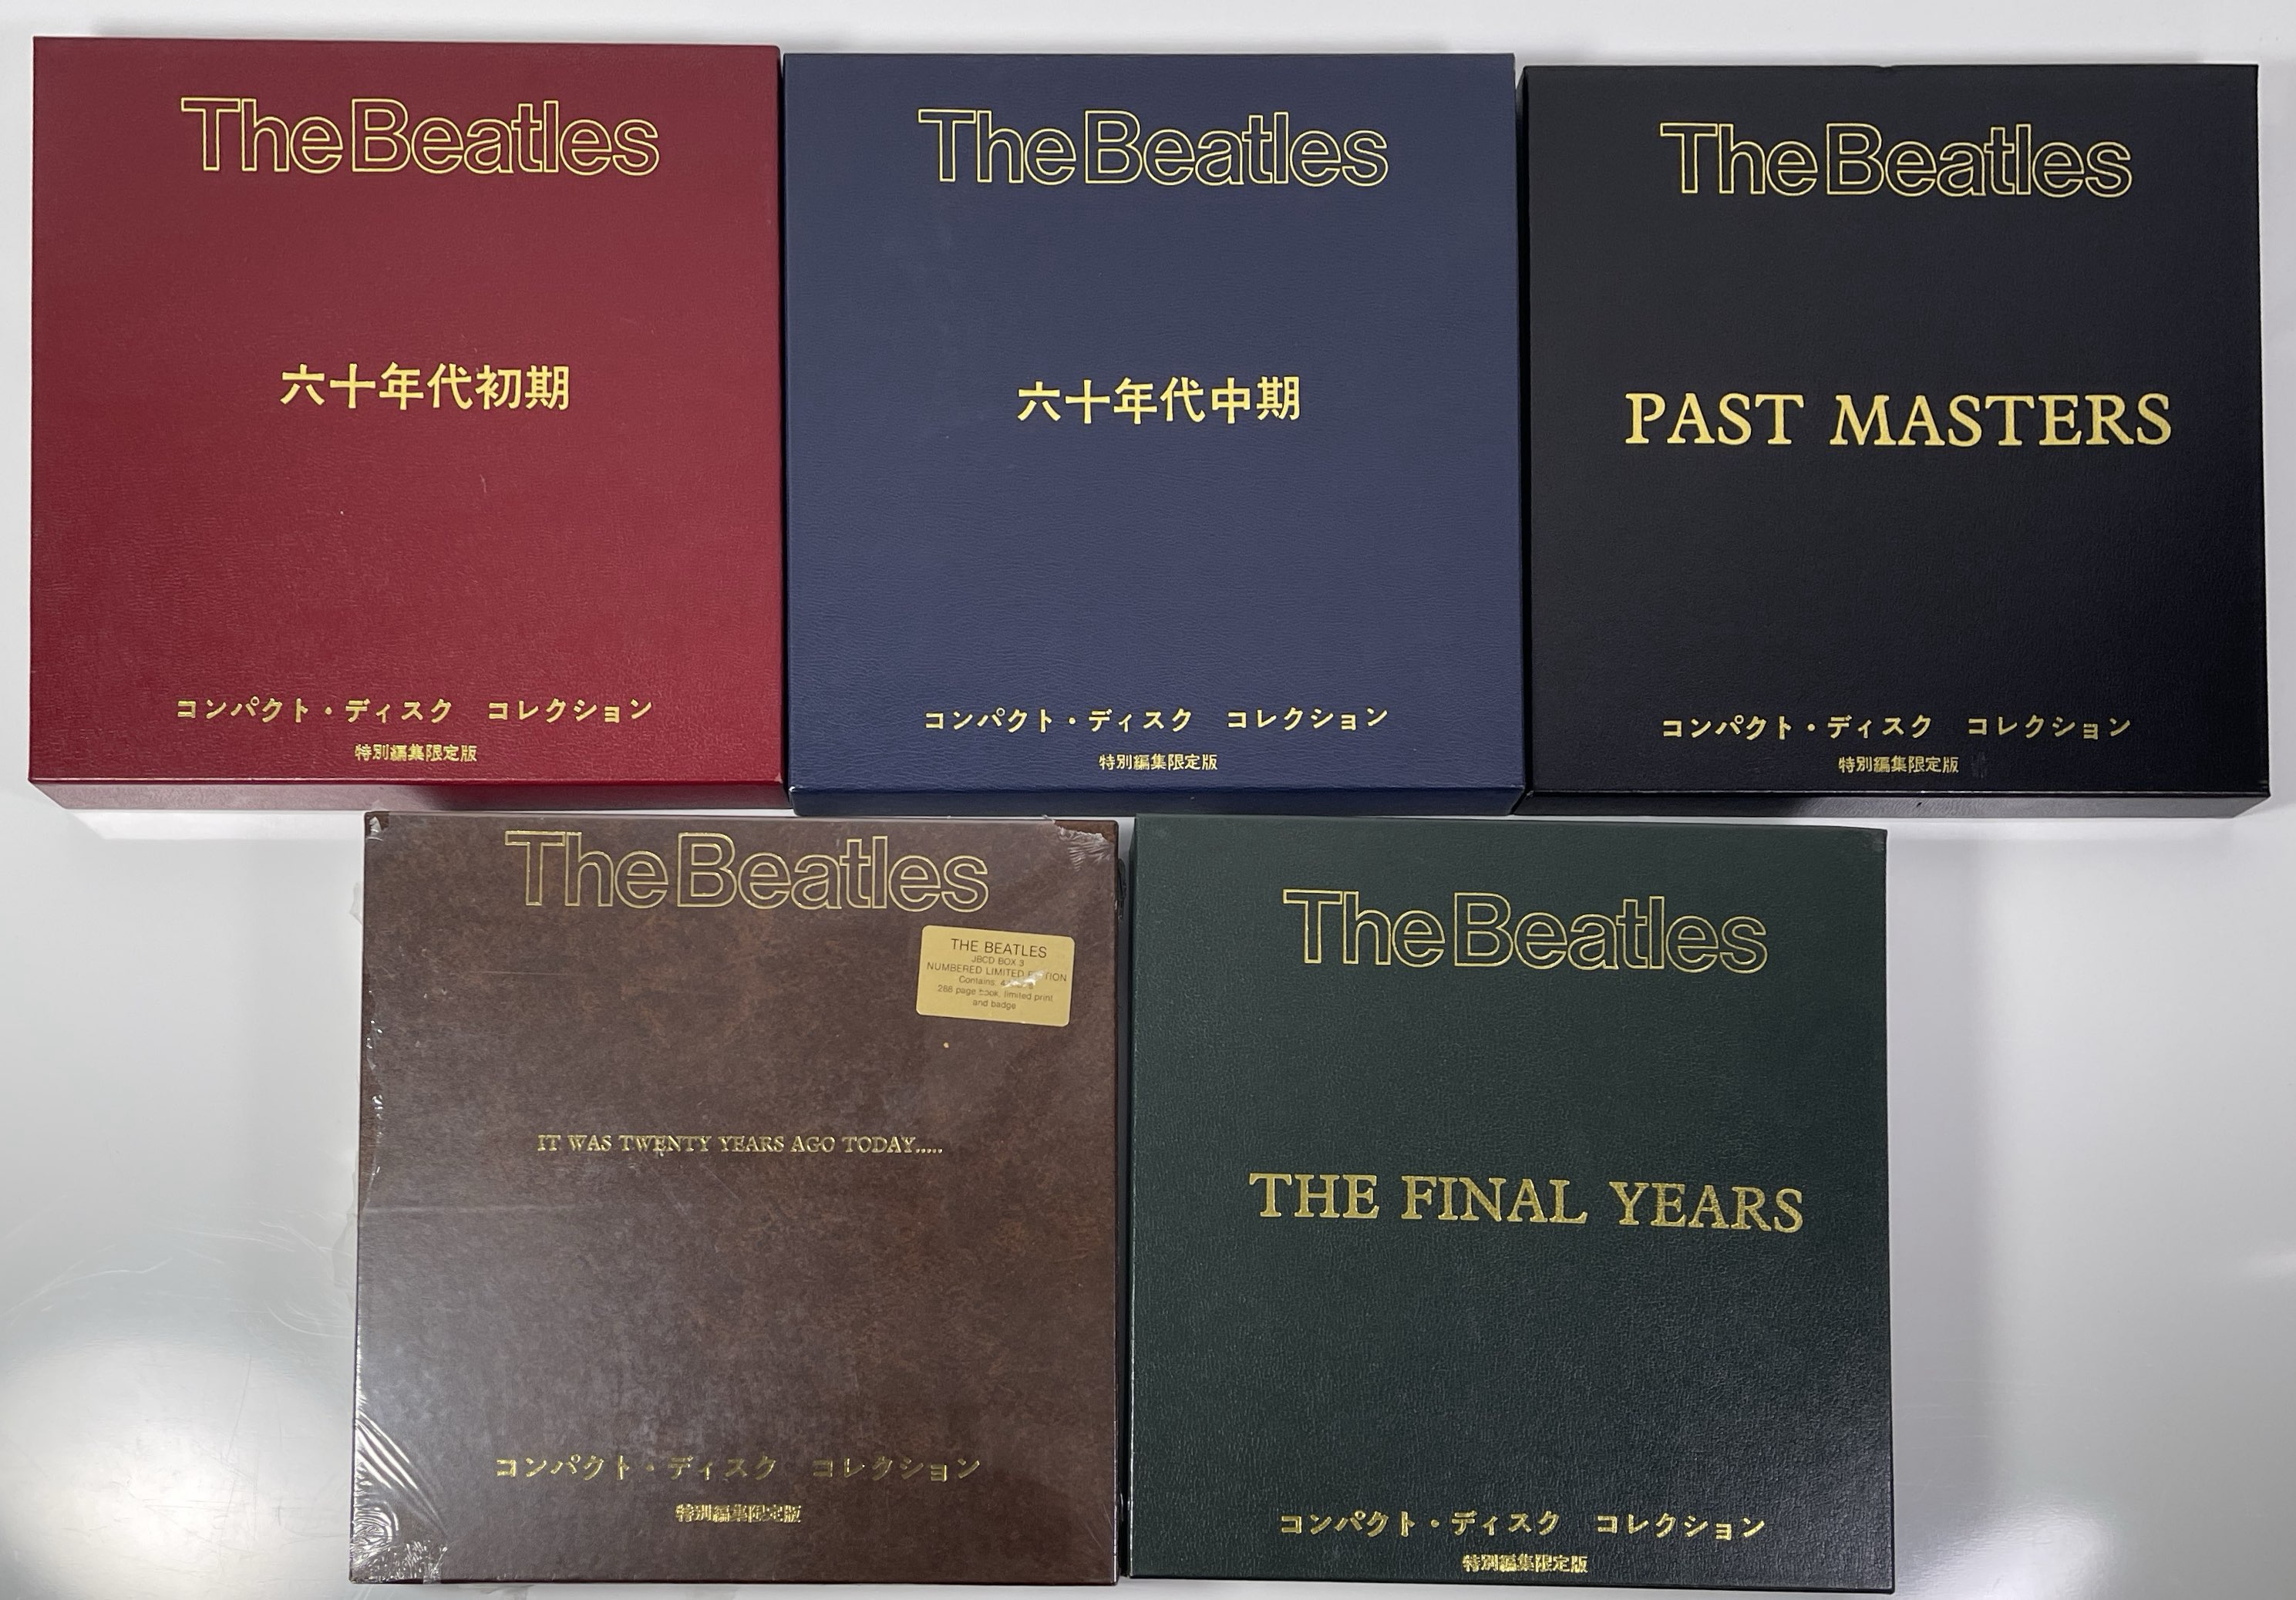 The Beatles
六十年代初期
コンパクト・ディスク コレクション
特別編集限定版
The Beatles
六十年代中期
コンパクト・ディスク コレクション
特別編集限定版
The Beatles
PAST MASTERS
コンパクト・ディスク コレクション
特別編集限定版
The Beatles
THE BEATLES
JBCD BOX 3
NUMBERED LIMITED EDITION
Contains: 4
288 page book, limited print
and badge
IT WAS TWENTY YEARS AGO TODAY.....
コンパクト・ディスク コレクション
特別編集限定版
The Beatles
THE FINAL YEARS
コンパクト・ディスク コレクション
特別編集限定版